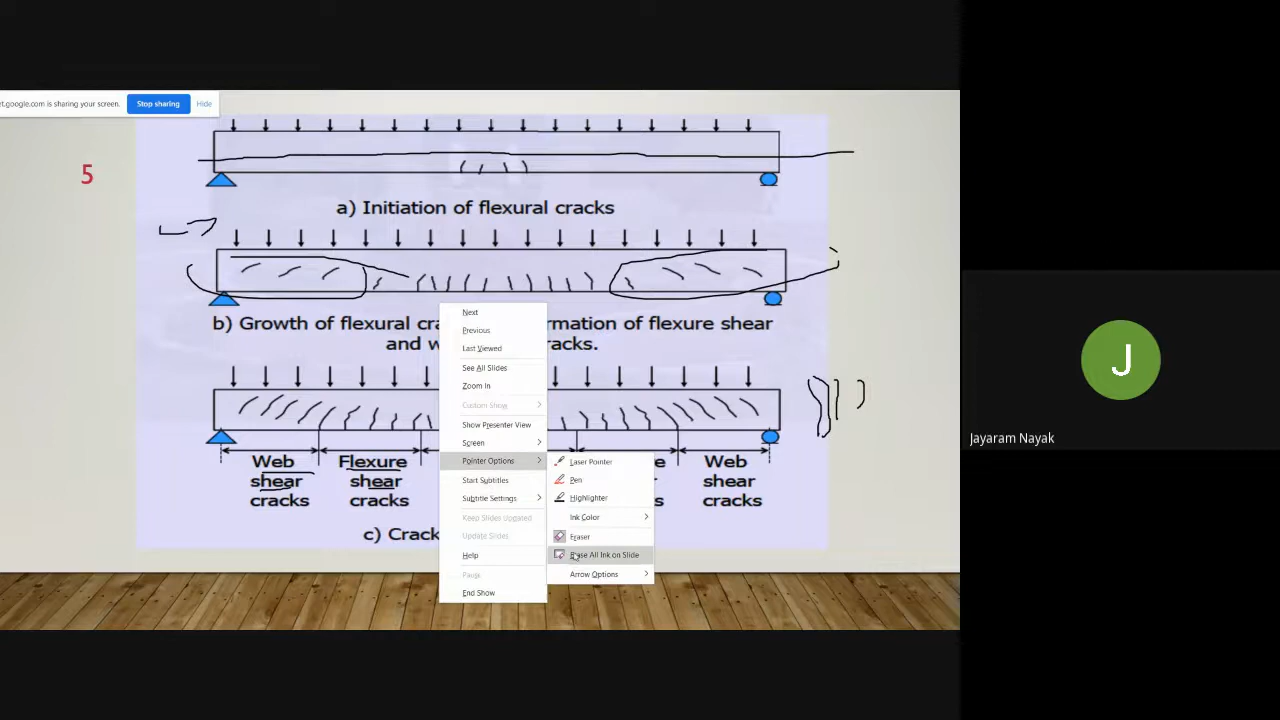 et.google.com is sharing your screen. Stop sharing Hide
5
a) Initiation of flexural cracks
b) Growth of flexural cra rmation of flexure shear
and w racks.
Web
shear
cracks
Flexure
shear
cracks
Web
shear
cracks
c) Crack
Next
Previous
Last Viewed
See All Slides
Zoom In
Custom Show
Show Presenter View
Screen
Pointer Options
Start Subtitles
Subtitle Settings
Keep Slides Updated
Update Slides
Help
Pause
End Show
Laser Pointer
Pen
Highlighter
Ink Color
Eraser
Erase All Ink on Slide
Arrow Options
J
Jayaram Nayak